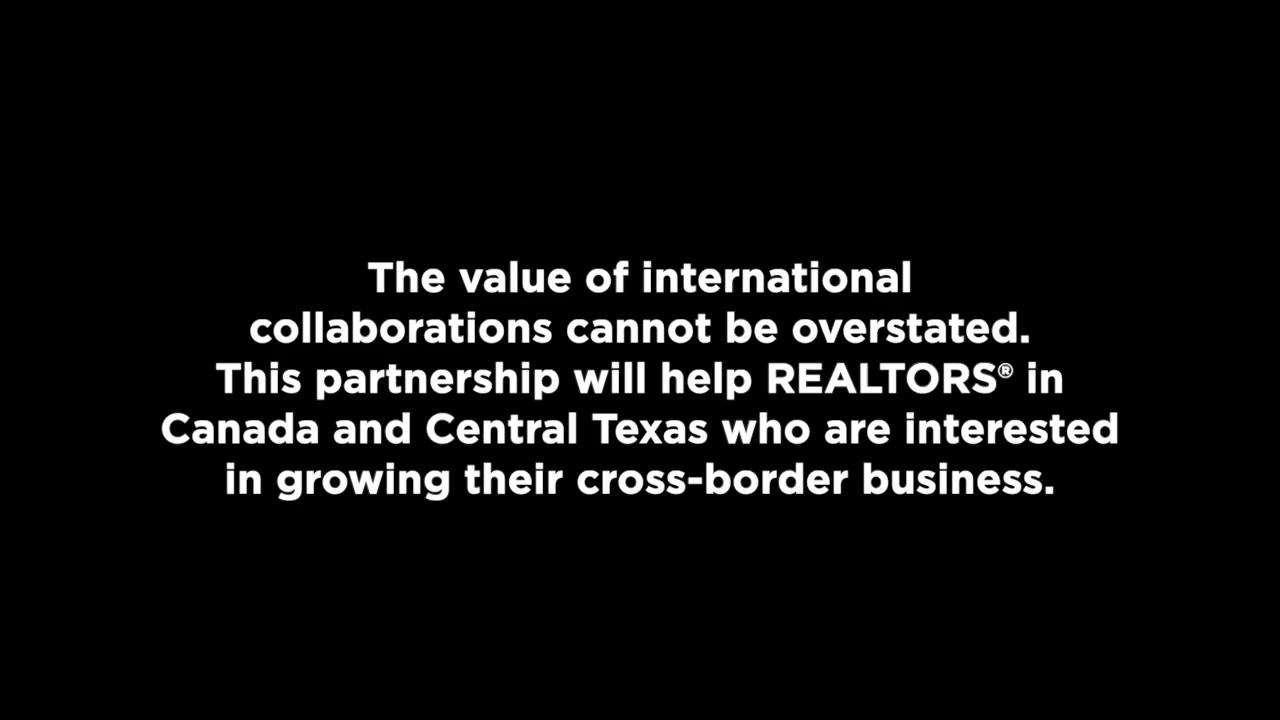 The value of international
collaborations cannot be overstated.
This partnership will help REALTORS® in
Canada and Central Texas who are interested
in growing their cross-border business.